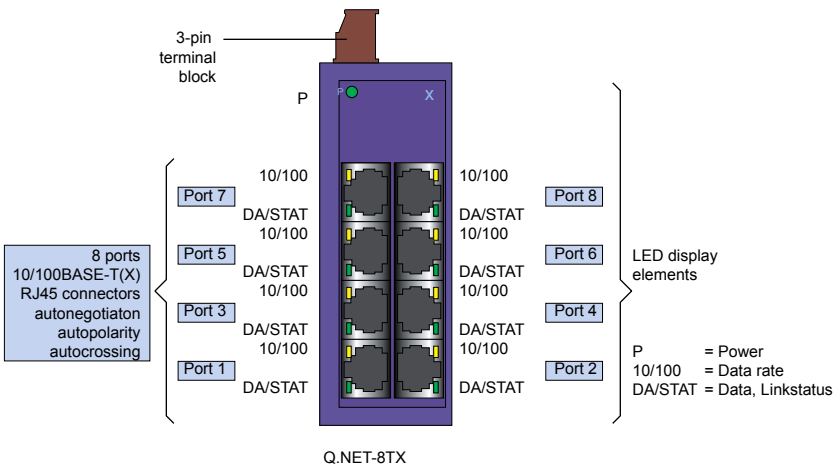 3-pin
terminal
block
P
P
X
10/100
10/100
Port 7
Port 8
DA/STAT
DA/STAT
10/100
10/100
Port 5
Port 6
DA/STAT
DA/STAT
10/100
10/100
Port 3
Port 4
DA/STAT
DA/STAT
10/100
10/100
Port 1
Port 2
DA/STAT
DA/STAT
8 ports
10/100BASE-T(X)
RJ45 connectors
autonegotiaton
autopolarity
autocrossing
LED display
elements
P = Power
10/100 = Data rate
DA/STAT = Data, Linkstatus
Q.NET-8TX